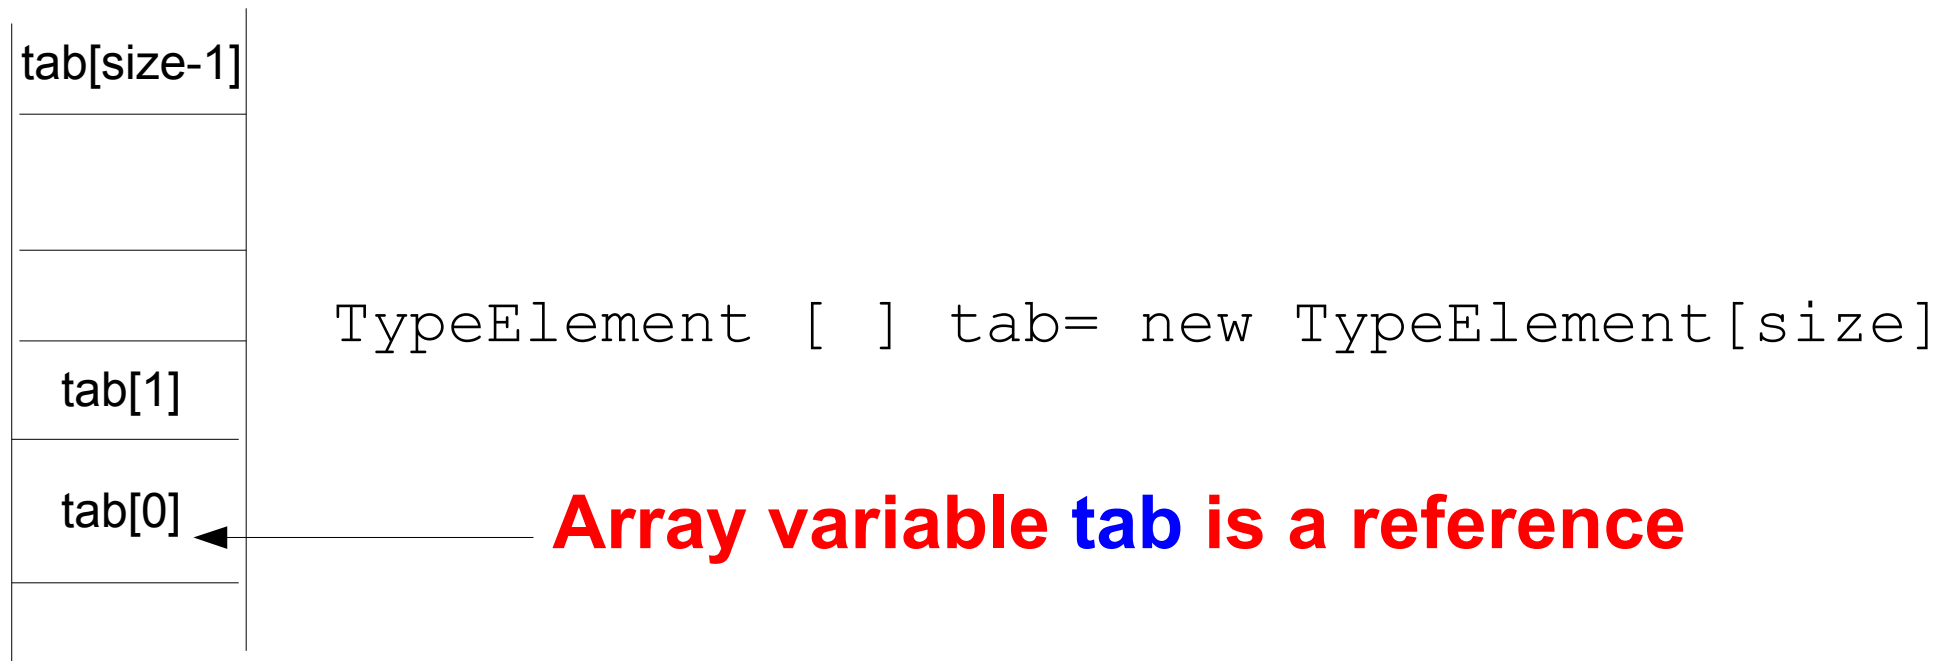 tab[size-1]
TypeElement [ ] tab= new TypeElement[size]
tab[1]
tab[0]
Array variable tab is a reference